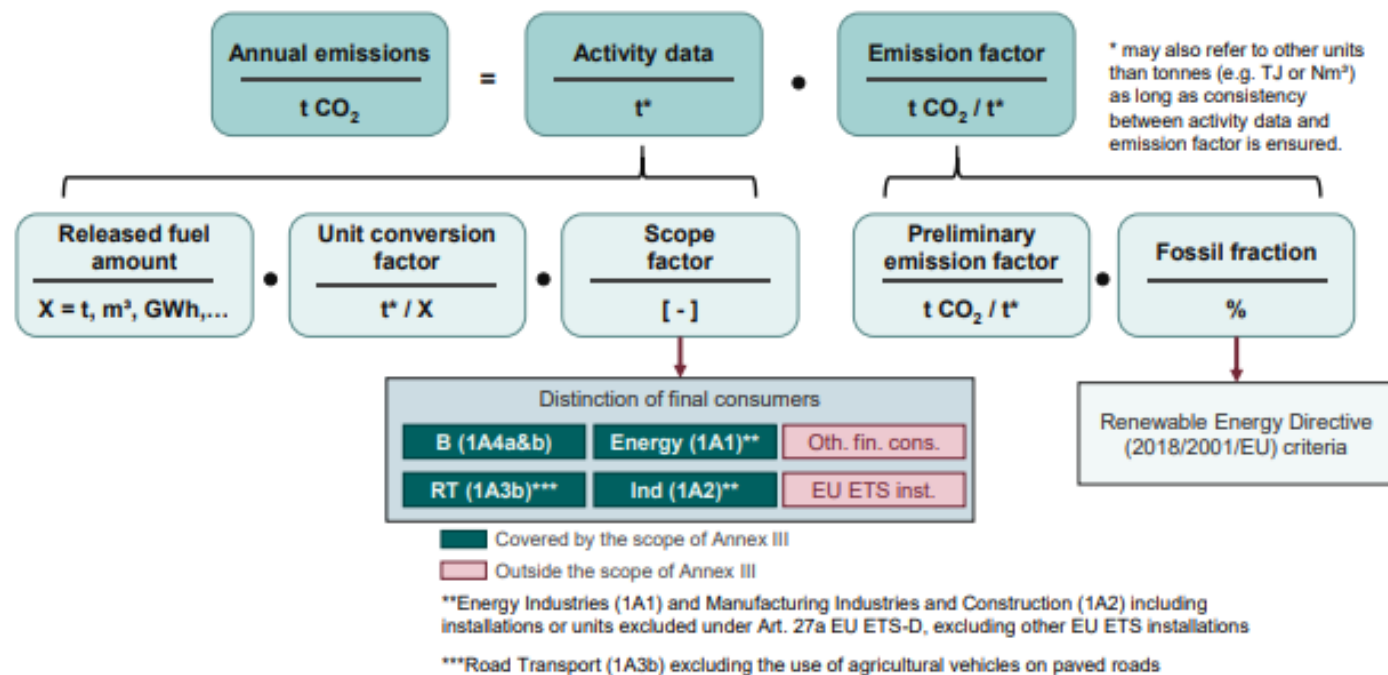 Annual emissions
t CO₂
=
Activity data
t*
•
Emission factor
t CO₂ / t*
* may also refer to other units
than tonnes (e.g. TJ or Nm³)
as long as consistency
between activity data and
emission factor is ensured.
Released fuel
amount
X = t, m³, GWh,...
•
Unit conversion
factor
t* / X
•
Scope
factor
[ - ]
Preliminary
emission factor
t CO₂ / t*
•
Fossil fraction
%
Distinction of final consumers
B (1A4a&b)
Energy (1A1)**
Oth. fin. cons.
RT (1A3b)***
Ind (1A2)**
EU ETS inst.
Renewable Energy Directive
(2018/2001/EU) criteria
Covered by the scope of Annex III
Outside the scope of Annex III
**Energy Industries (1A1) and Manufacturing Industries and Construction (1A2) including
installations or units excluded under Art. 27a EU ETS-D, excluding other EU ETS installations
***Road Transport (1A3b) excluding the use of agricultural vehicles on paved roads